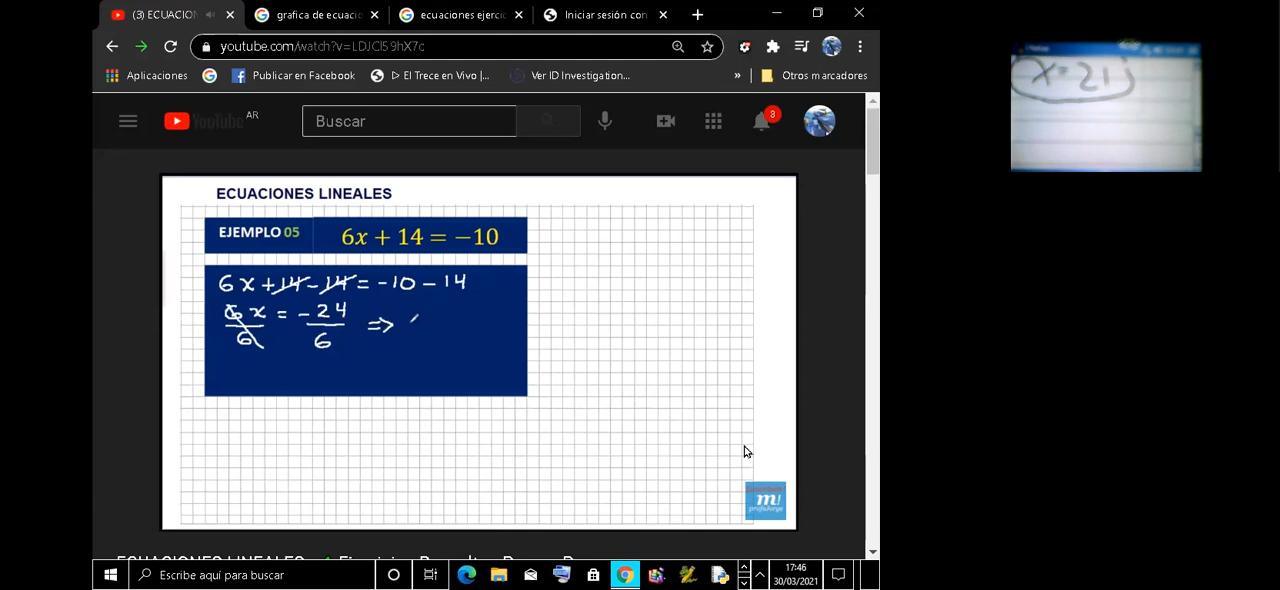 (3) ECUACION
grafica de ecuacio
ecuaciones ejercic
Iniciar sesión con
youtube.com/watch?v=LDJCl59hX7c
Aplicaciones
Publicar en Facebook
▷ El Trece en Vivo |...
Ver ID Investigation...
»
Otros marcadores
YouTube AR
Buscar
3
ECUACIONES LINEALES
EJEMPLO 05
6x + 14 = −10
6x+14-14 = -10-14
6x/6 = -24/6 =>
m!
profeJorge
Escribe aquí para buscar
17:46
30/03/2021
x=21